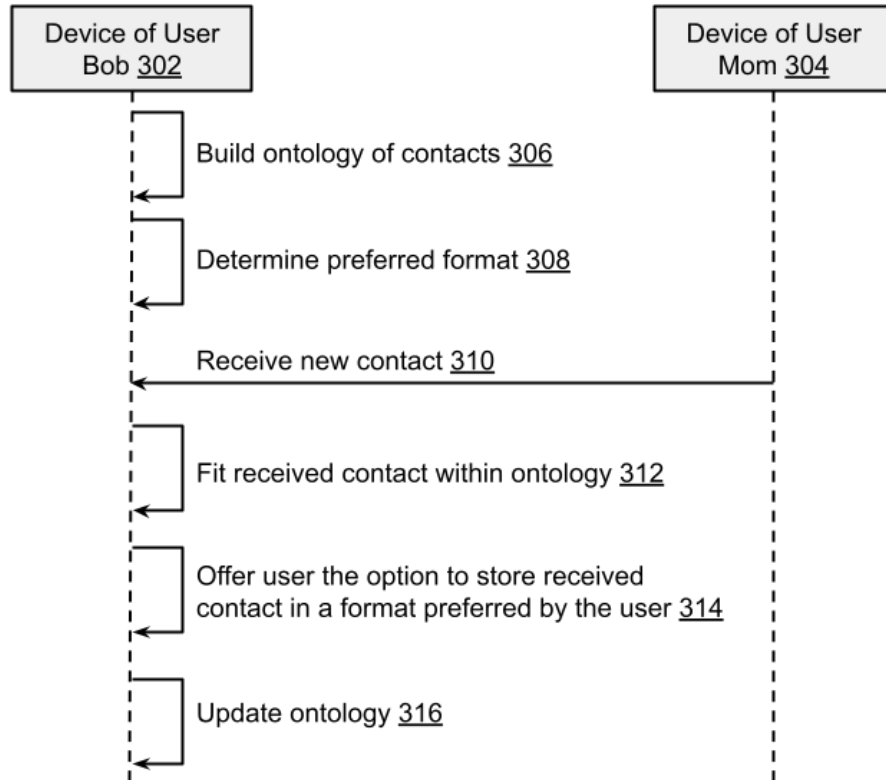 Device of User
Bob 302
Device of User
Mom 304
Build ontology of contacts 306
Determine preferred format 308
Receive new contact 310
Fit received contact within ontology 312
Offer user the option to store received
contact in a format preferred by the user 314
Update ontology 316